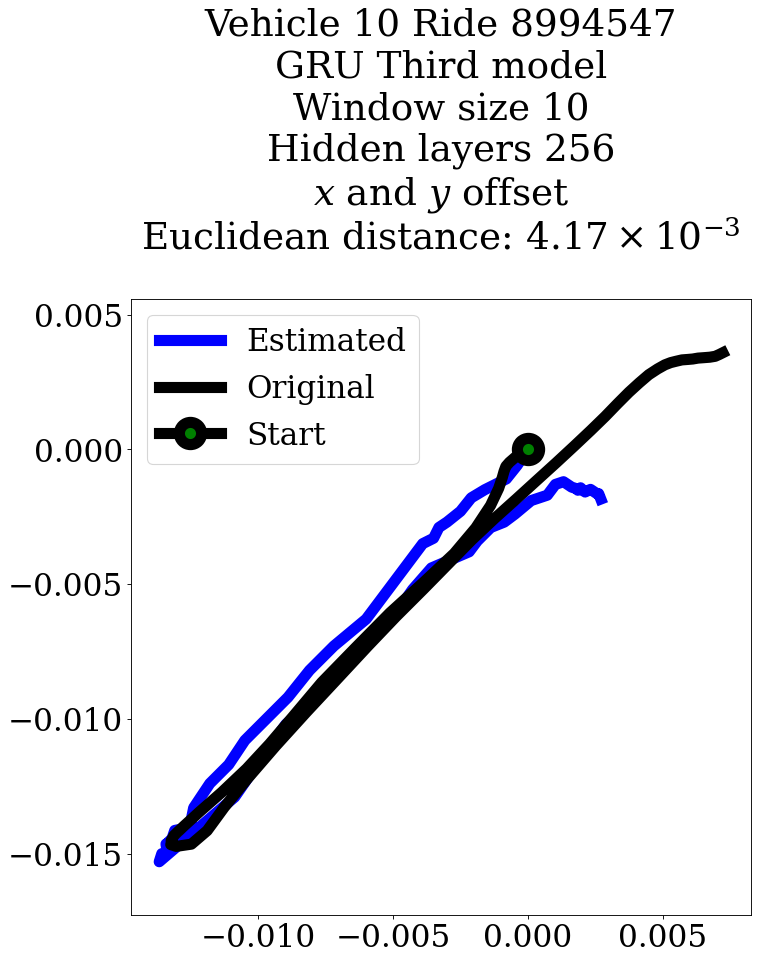 Vehicle 10 Ride 8994547
GRU Third model
Window size 10
Hidden layers 256
x and y offset
Euclidean distance: 4.17 × 10⁻³
Estimated
Original
Start
0.005
0.000
−0.005
−0.010
−0.015
−0.010 −0.005 0.000 0.005